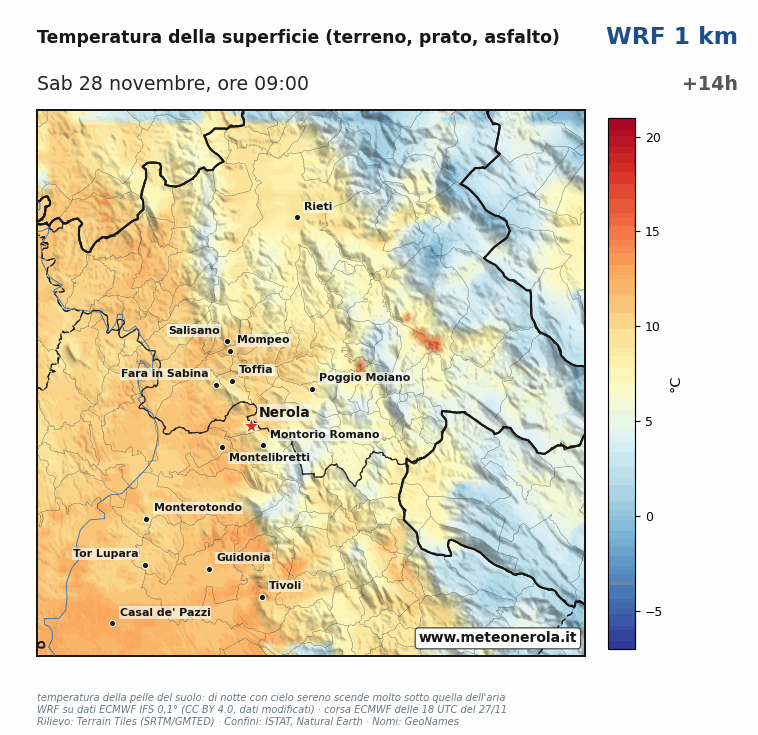 Temperatura della superficie (terreno, prato, asfalto)
WRF 1 km
Sab 28 novembre, ore 09:00
+14h
Rieti
Salisano
Mompeo
Fara in Sabina
Toffia
Poggio Moiano
Nerola
Montorio Romano
Montelibretti
Monterotondo
Tor Lupara
Guidonia
Tivoli
Casal de' Pazzi
www.meteonerola.it
20
15
10
5
0
−5
°C
temperatura della pelle del suolo: di notte con cielo sereno scende molto sotto quella dell'aria
WRF su dati ECMWF IFS 0,1° (CC BY 4.0, dati modificati) · corsa ECMWF delle 18 UTC del 27/11
Rilievo: Terrain Tiles (SRTM/GMTED) · Confini: ISTAT, Natural Earth · Nomi: GeoNames